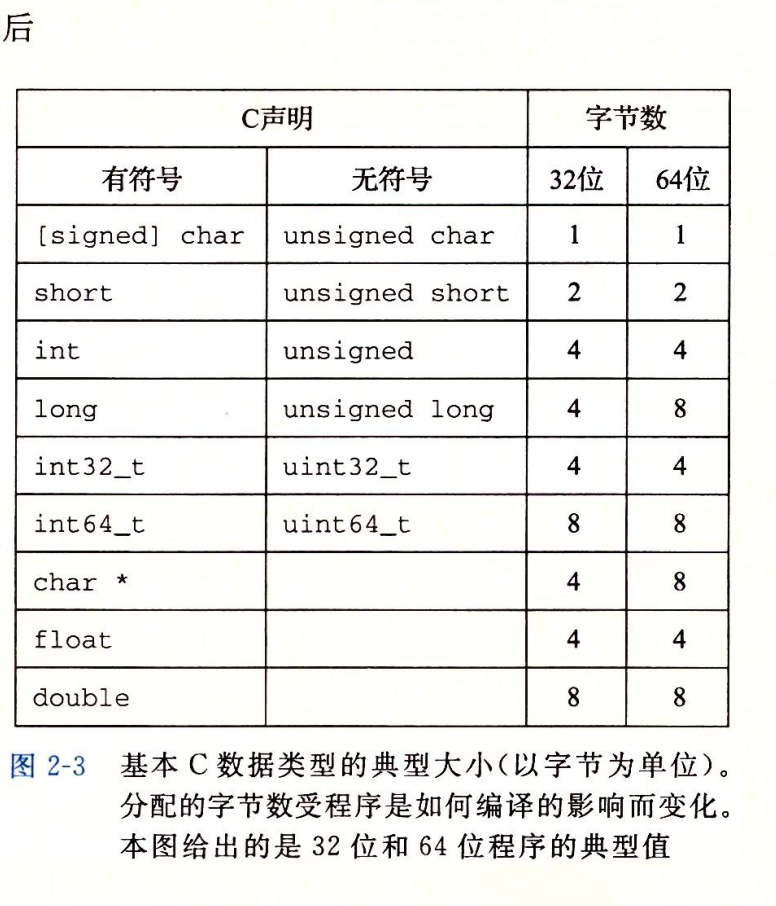 后
C声明 字节数
有符号 无符号 32位 64位
[signed] char unsigned char 1 1
short unsigned short 2 2
int unsigned 4 4
long unsigned long 4 8
int32_t uint32_t 4 4
int64_t uint64_t 8 8
char * 4 8
float 4 4
double 8 8
图 2-3 基本 C 数据类型的典型大小(以字节为单位)。
分配的字节数受程序是如何编译的影响而变化。
本图给出的是 32 位和 64 位程序的典型值